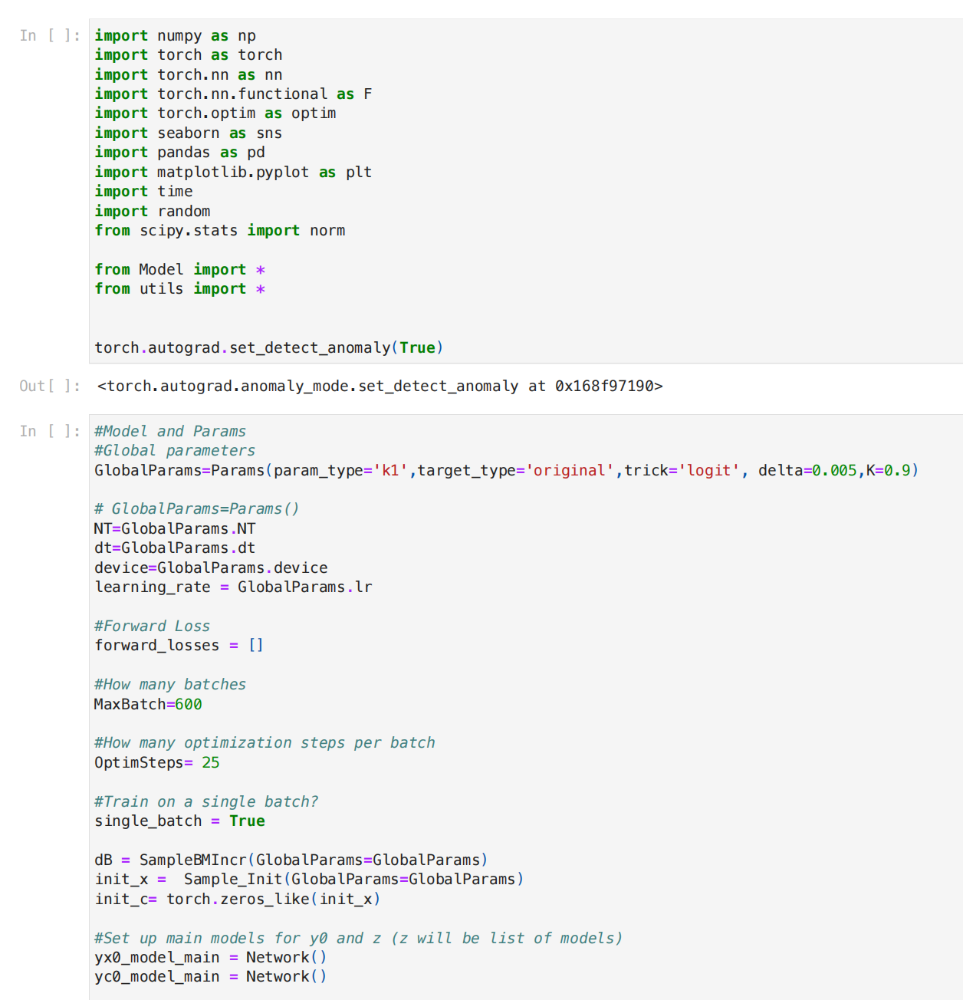 In [ ]: import numpy as np
import torch as torch
import torch.nn as nn
import torch.nn.functional as F
import torch.optim as optim
import seaborn as sns
import pandas as pd
import matplotlib.pyplot as plt
import time
import random
from scipy.stats import norm

from Model import *
from utils import *

torch.autograd.set_detect_anomaly(True)
Out[ ]: <torch.autograd.anomaly_mode.set_detect_anomaly at 0x168f97190>
In [ ]: #Model and Params
#Global parameters
GlobalParams=Params(param_type='k1',target_type='original',trick='logit', delta=0.005,K=0.9)

# GlobalParams=Params()
NT=GlobalParams.NT
dt=GlobalParams.dt
device=GlobalParams.device
learning_rate = GlobalParams.lr

#Forward Loss
forward_losses = []

#How many batches
MaxBatch=600

#How many optimization steps per batch
OptimSteps= 25

#Train on a single batch?
single_batch = True

dB = SampleBMIncr(GlobalParams=GlobalParams)
init_x =  Sample_Init(GlobalParams=GlobalParams)
init_c= torch.zeros_like(init_x)

#Set up main models for y0 and z (z will be list of models)
yx0_model_main = Network()
yc0_model_main = Network()